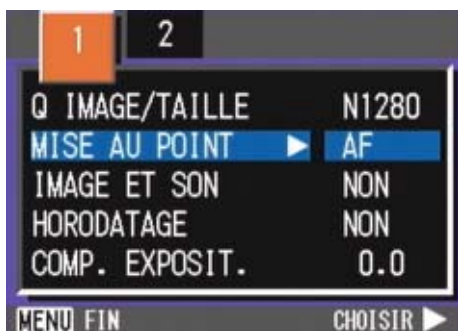 1 2
Q IMAGE/TAILLE N1280
MISE AU POINT ▶ AF
IMAGE ET SON NON
HORODATAGE NON
COMP. EXPOSIT. 0.0
MENU FIN CHOISIR ▶